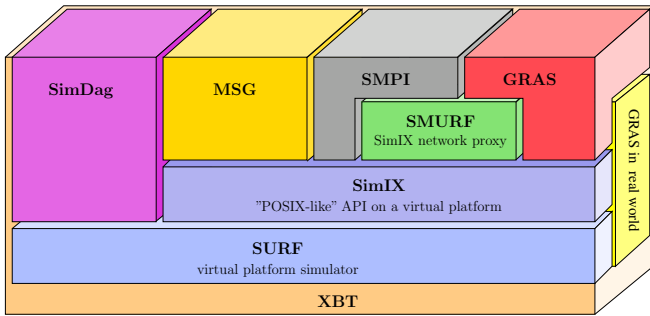 SimDag
MSG
SMPI
GRAS
SMURF
SimIX network proxy
GRAS in real world
SimIX
”POSIX-like” API on a virtual platform
SURF
virtual platform simulator
XBT